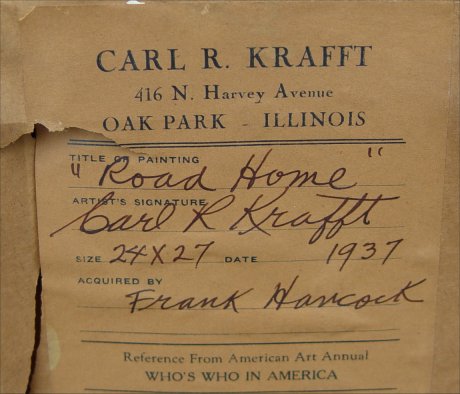 CARL R. KRAFFT
416 N. Harvey Avenue
OAK PARK - ILLINOIS
TITLE OF PAINTING
"Road Home"
ARTIST'S SIGNATURE
Carl R Krafft
SIZE 24X27 DATE 1937
ACQUIRED BY
Frank Hancock
Reference From American Art Annual
WHO'S WHO IN AMERICA